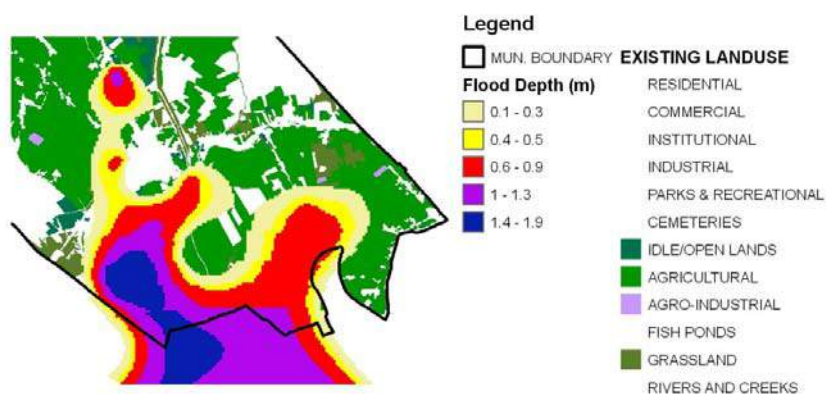 Legend
MUN. BOUNDARY
Flood Depth (m)
0.1 - 0.3
0.4 - 0.5
0.6 - 0.9
1 - 1.3
1.4 - 1.9
EXISTING LANDUSE
RESIDENTIAL
COMMERCIAL
INSTITUTIONAL
INDUSTRIAL
PARKS & RECREATIONAL
CEMETERIES
IDLE/OPEN LANDS
AGRICULTURAL
AGRO-INDUSTRIAL
FISH PONDS
GRASSLAND
RIVERS AND CREEKS